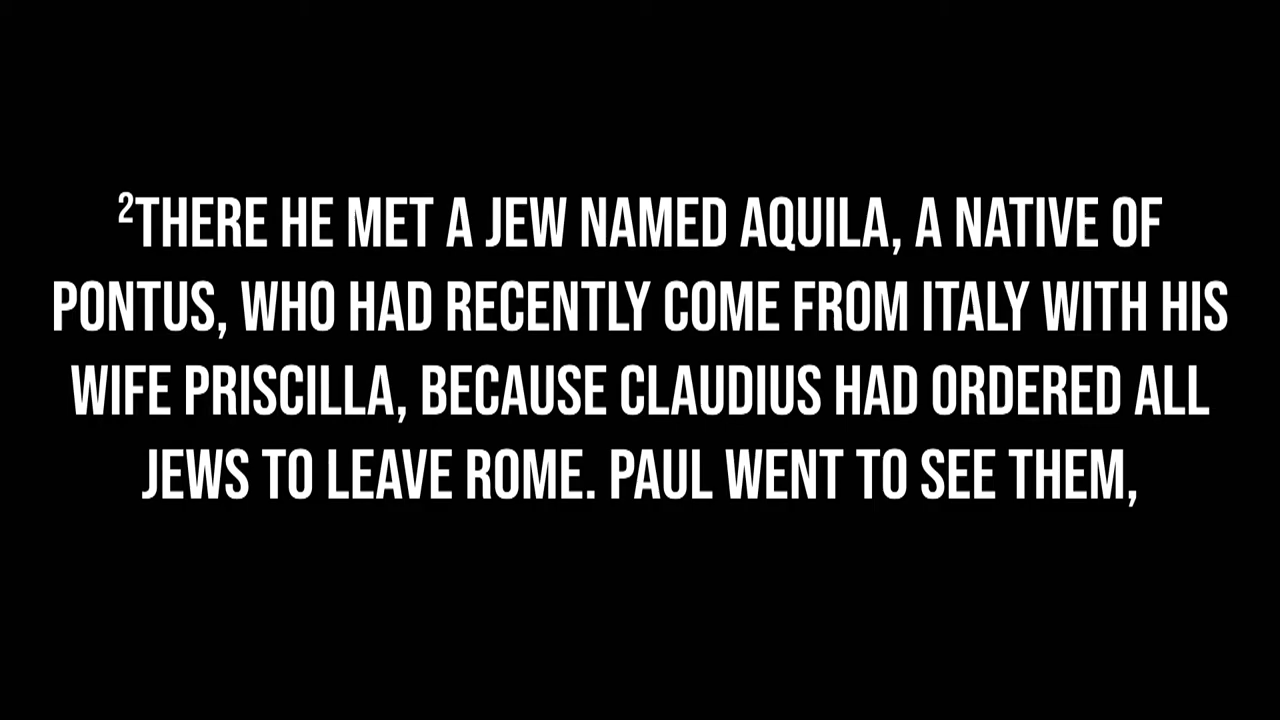 ²THERE HE MET A JEW NAMED AQUILA, A NATIVE OF
PONTUS, WHO HAD RECENTLY COME FROM ITALY WITH HIS
WIFE PRISCILLA, BECAUSE CLAUDIUS HAD ORDERED ALL
JEWS TO LEAVE ROME. PAUL WENT TO SEE THEM,